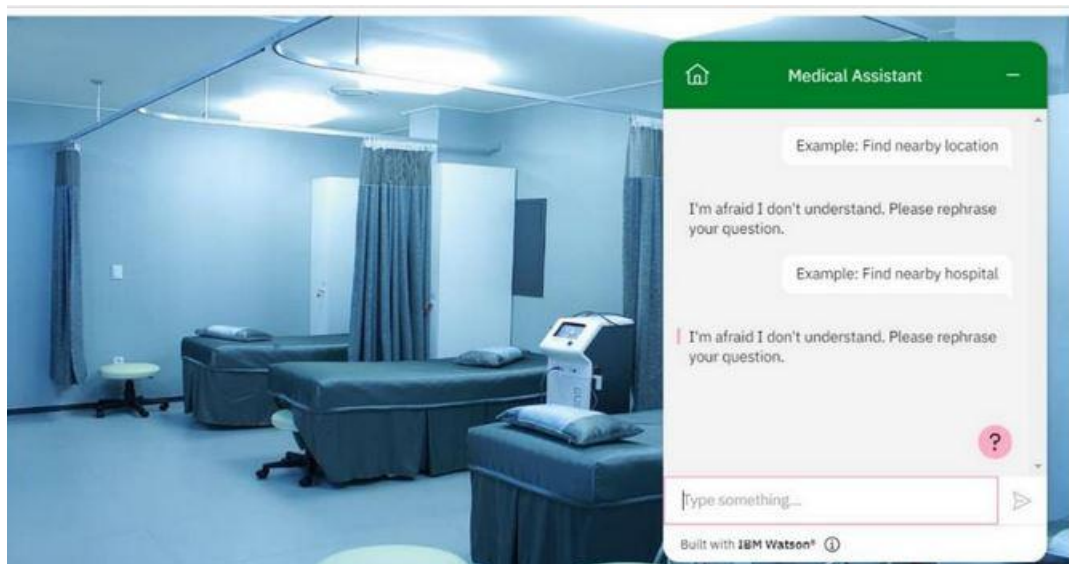 Medical Assistant
Example: Find nearby location
I'm afraid I don't understand. Please rephrase
your question.
Example: Find nearby hospital
I'm afraid I don't understand. Please rephrase
your question.
?
Type something...
Built with IBM Watson®